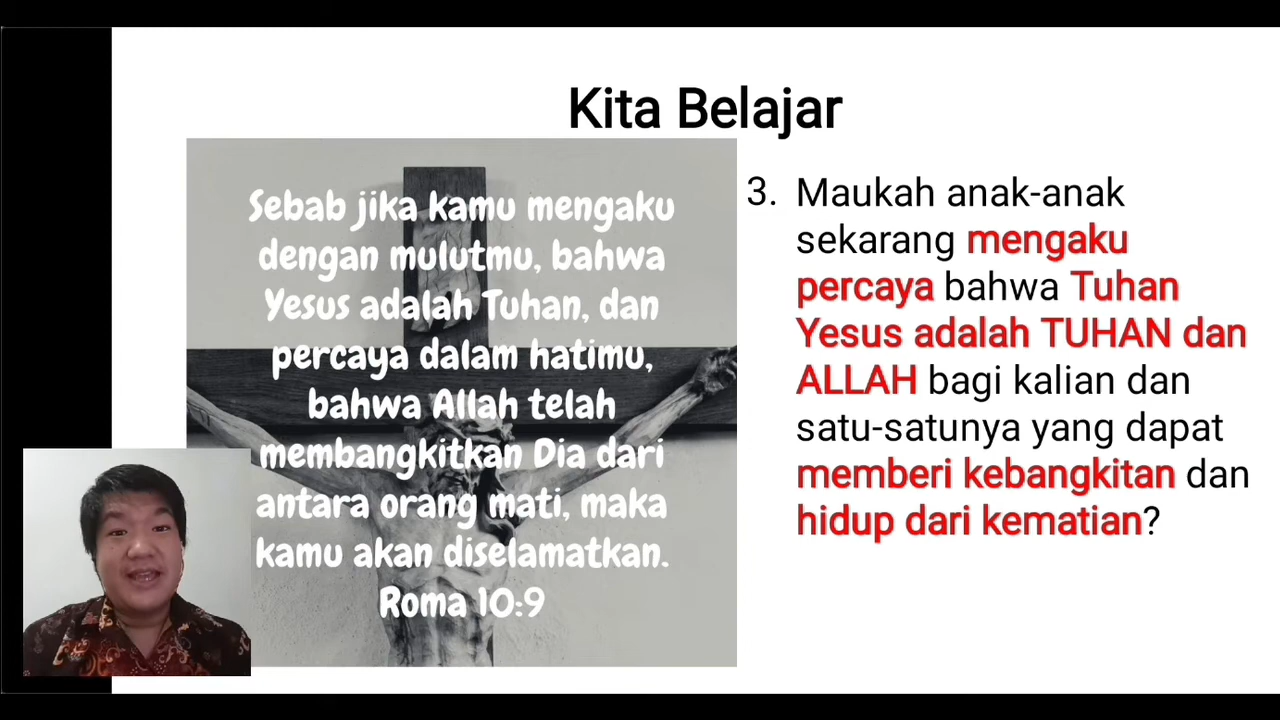 Kita Belajar
Sebab jika kamu mengaku
dengan mulutmu, bahwa
Yesus adalah Tuhan, dan
percaya dalam hatimu,
bahwa Allah telah
membangkitkan Dia dari
antara orang mati, maka
kamu akan diselamatkan.
Roma 10:9
3. Maukah anak-anak
sekarang mengaku
percaya bahwa Tuhan
Yesus adalah TUHAN dan
ALLAH bagi kalian dan
satu-satunya yang dapat
memberi kebangkitan dan
hidup dari kematian?